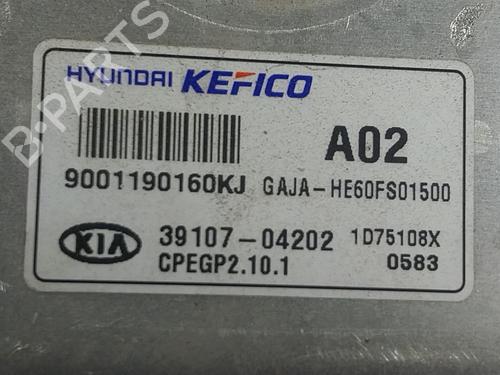 HYUNDAI KEFICO
A02
9001190160KJ GAJA-HE60FS01500
KIA 39107-04202 1D75108X
CPEGP2.10.1 0583
B-PARTS